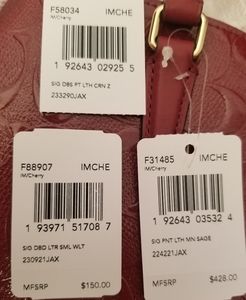 F58034 IMCHE
IM/Cherry
1 92643 02925 5
SIG DBS PT LTH CRN Z
233290JAX
F88907 IMCHE
IM/Cherry
1 93971 51708 7
SIG DBD LTR SML WLT
230921JAX
MFSRP $150.00
F31485 IMCHE
IM/Cherry
1 92643 03532 4
SIG PNT LTH MN SAGE
224221JAX
MFSRP $428.00